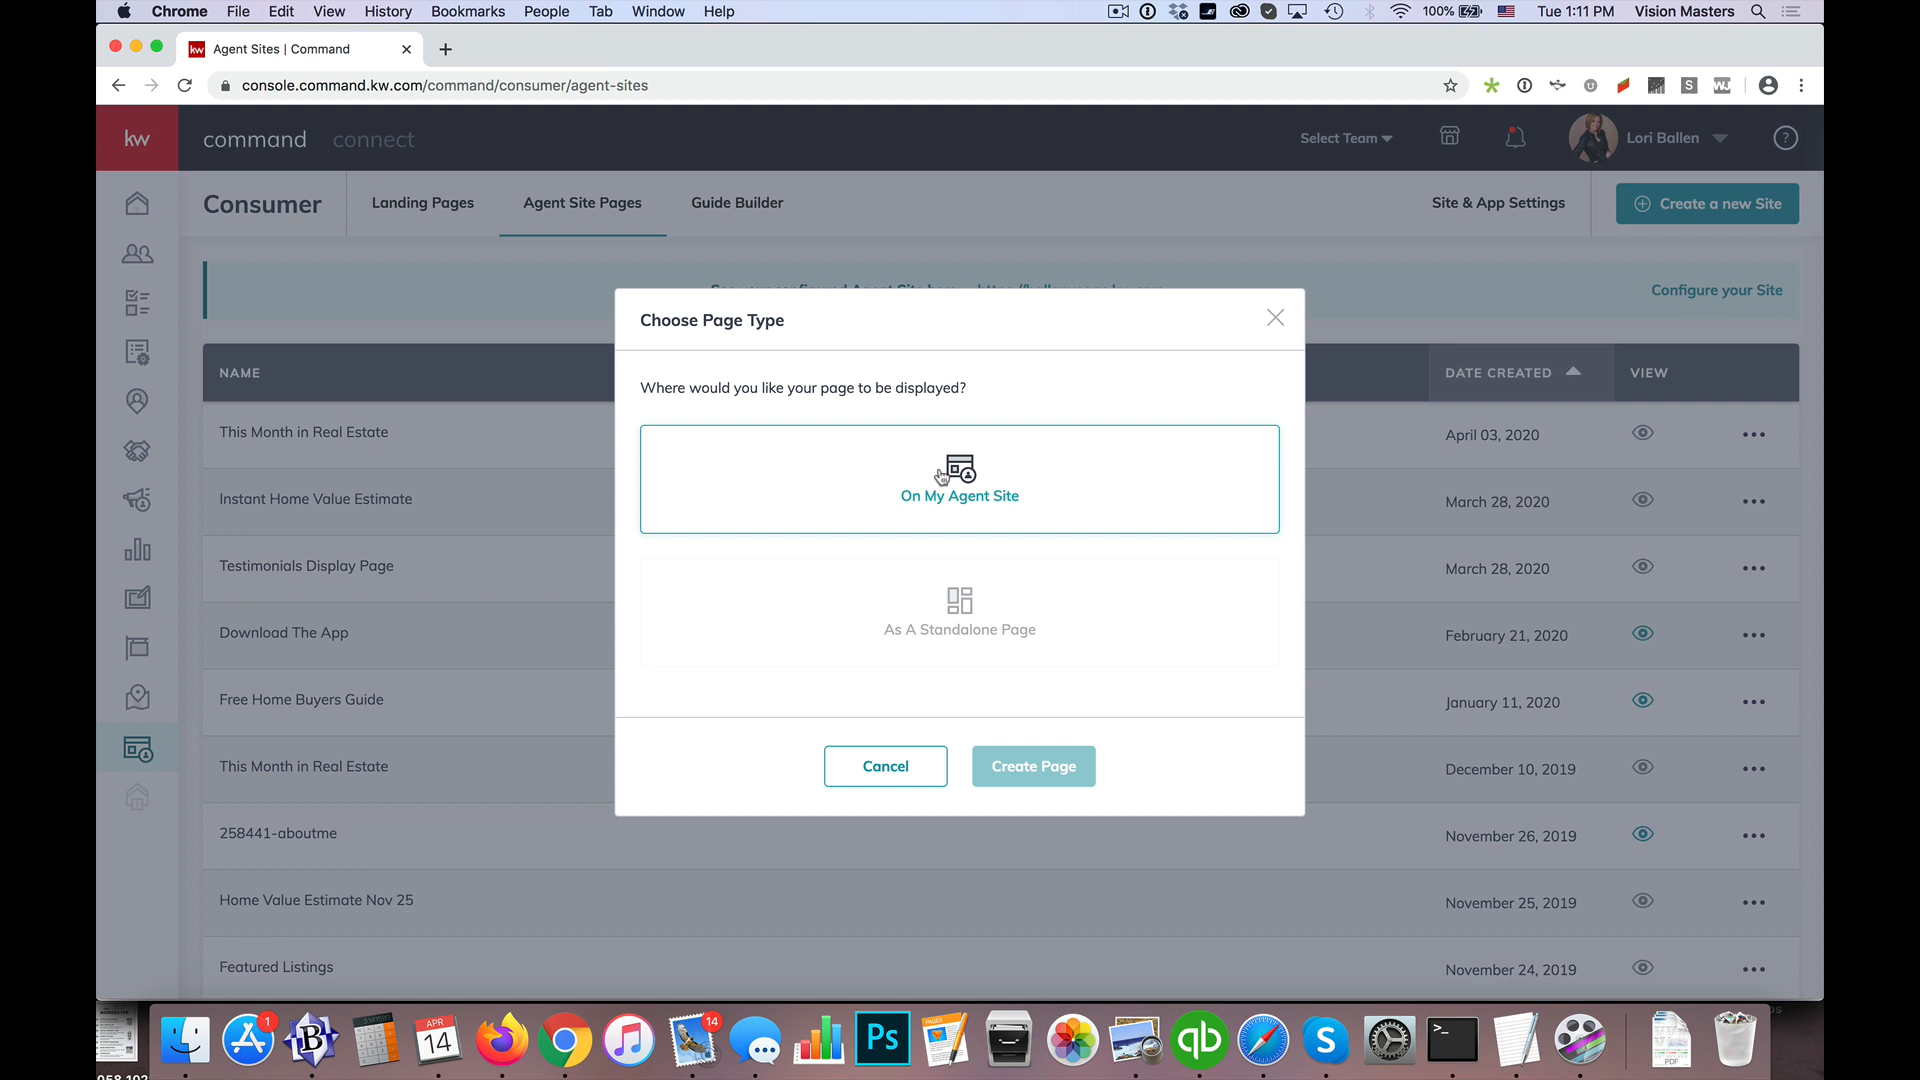 Chrome File Edit View History Bookmarks People Tab Window Help
100% Tue 1:11 PM Vision Masters
kw Agent Sites | Command
console.command.kw.com/command/consumer/agent-sites
kw command connect
Select Team Lori Ballen ?
Consumer Landing Pages Agent Site Pages Guide Builder
Site & App Settings Create a new Site
Configure your Site
NAME DATE CREATED VIEW
Choose Page Type
Where would you like your page to be displayed?
On My Agent Site
As A Standalone Page
Cancel Create Page
This Month in Real Estate April 03, 2020
Instant Home Value Estimate March 28, 2020
Testimonials Display Page March 28, 2020
Download The App February 21, 2020
Free Home Buyers Guide January 11, 2020
This Month in Real Estate December 10, 2019
258441-aboutme November 26, 2019
Home Value Estimate Nov 25 November 25, 2019
Featured Listings November 24, 2019
1 B APR 14 14 Ps PAGES qb S >_ PDF